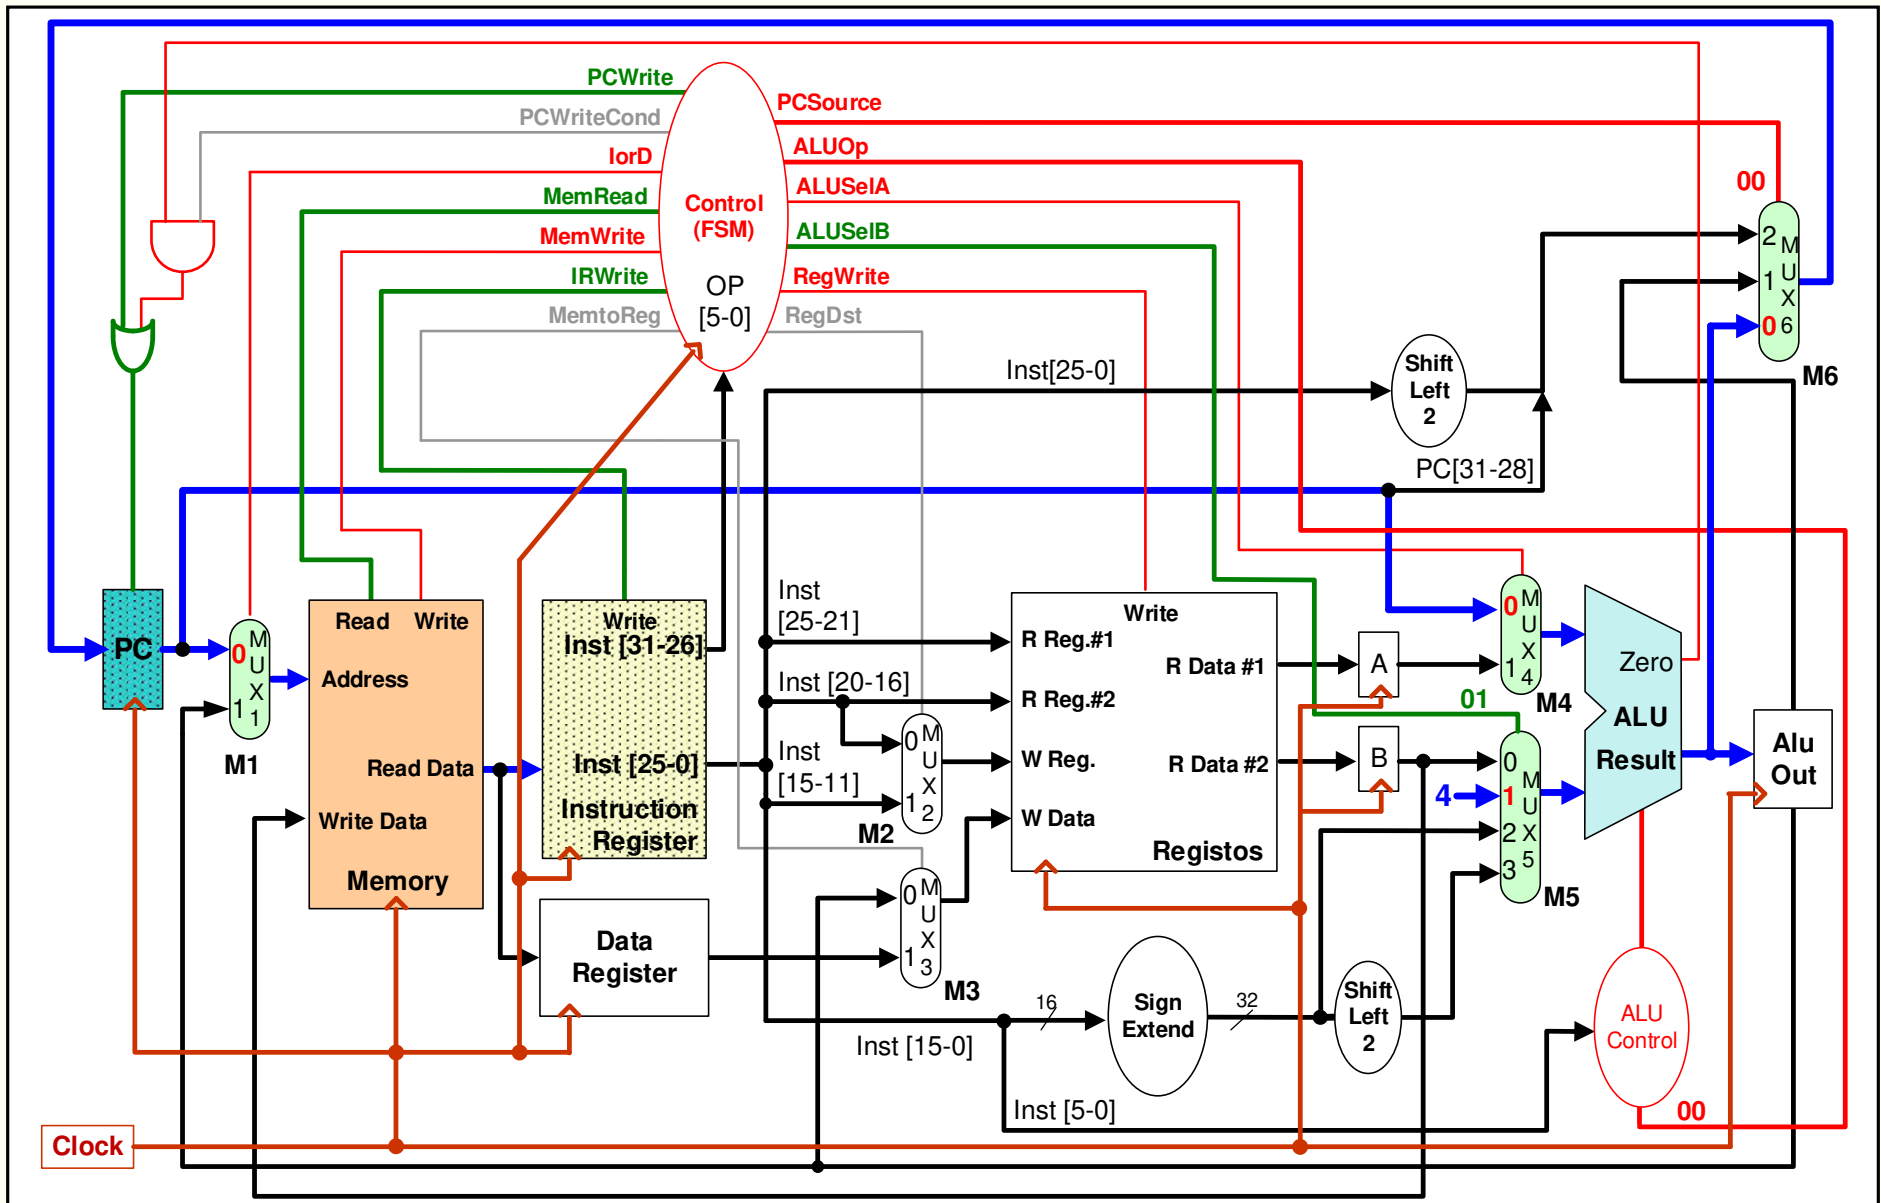 PCWrite
PCWriteCond
IorD
MemRead
MemWrite
IRWrite
MemtoReg
Control
(FSM)
OP
[5-0]
PCSource
ALUOp
ALUSelA
ALUSelB
RegWrite
RegDst
00
2
1
0
M
U
X
6
M6
Inst[25-0]
Shift
Left
2
PC[31-28]
PC
0
1
M
U
X
1
M1
Read Write
Address
Read Data
Write Data
Memory
Write
Inst [31-26]
Inst [25-0]
Instruction
Register
Data
Register
Inst
[25-21]
Inst [20-16]
Inst
[15-11]
0
1
M
U
X
2
M2
0
1
M
U
X
3
M3
Write
R Reg.#1
R Reg.#2
W Reg.
W Data
R Data #1
R Data #2
Registos
A
B
0
1
M
U
X
4
M4
01
4
0
1
2
3
M
U
X
5
M5
Zero
ALU
Result
Alu
Out
Inst [15-0]
16
Sign
Extend
32
Shift
Left
2
Inst [5-0]
ALU
Control
00
Clock